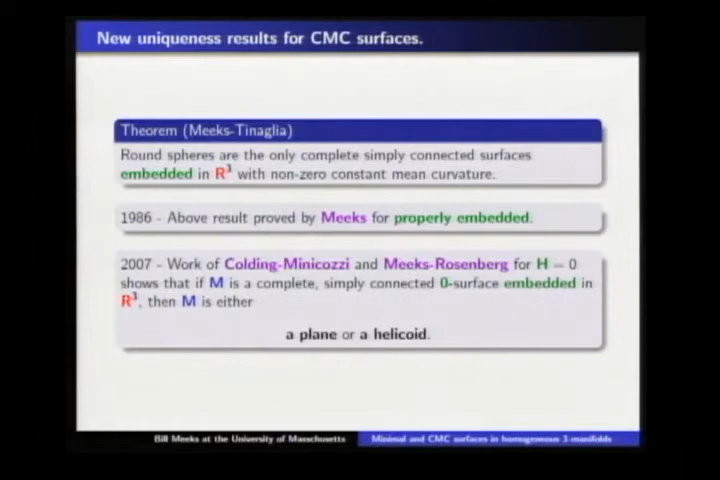 New uniqueness results for CMC surfaces.
Theorem (Meeks-Tinaglia)
Round spheres are the only complete simply connected surfaces
embedded in R³ with non-zero constant mean curvature.
1986 - Above result proved by Meeks for properly embedded.
2007 - Work of Colding-Minicozzi and Meeks-Rosenberg for H = 0
shows that if M is a complete, simply connected 0-surface embedded in
R³, then M is either
a plane or a helicoid.
Bill Meeks at the University of Massachusetts
Minimal and CMC surfaces in homogeneous 3-manifolds